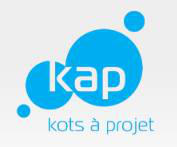 kap
kots à projet